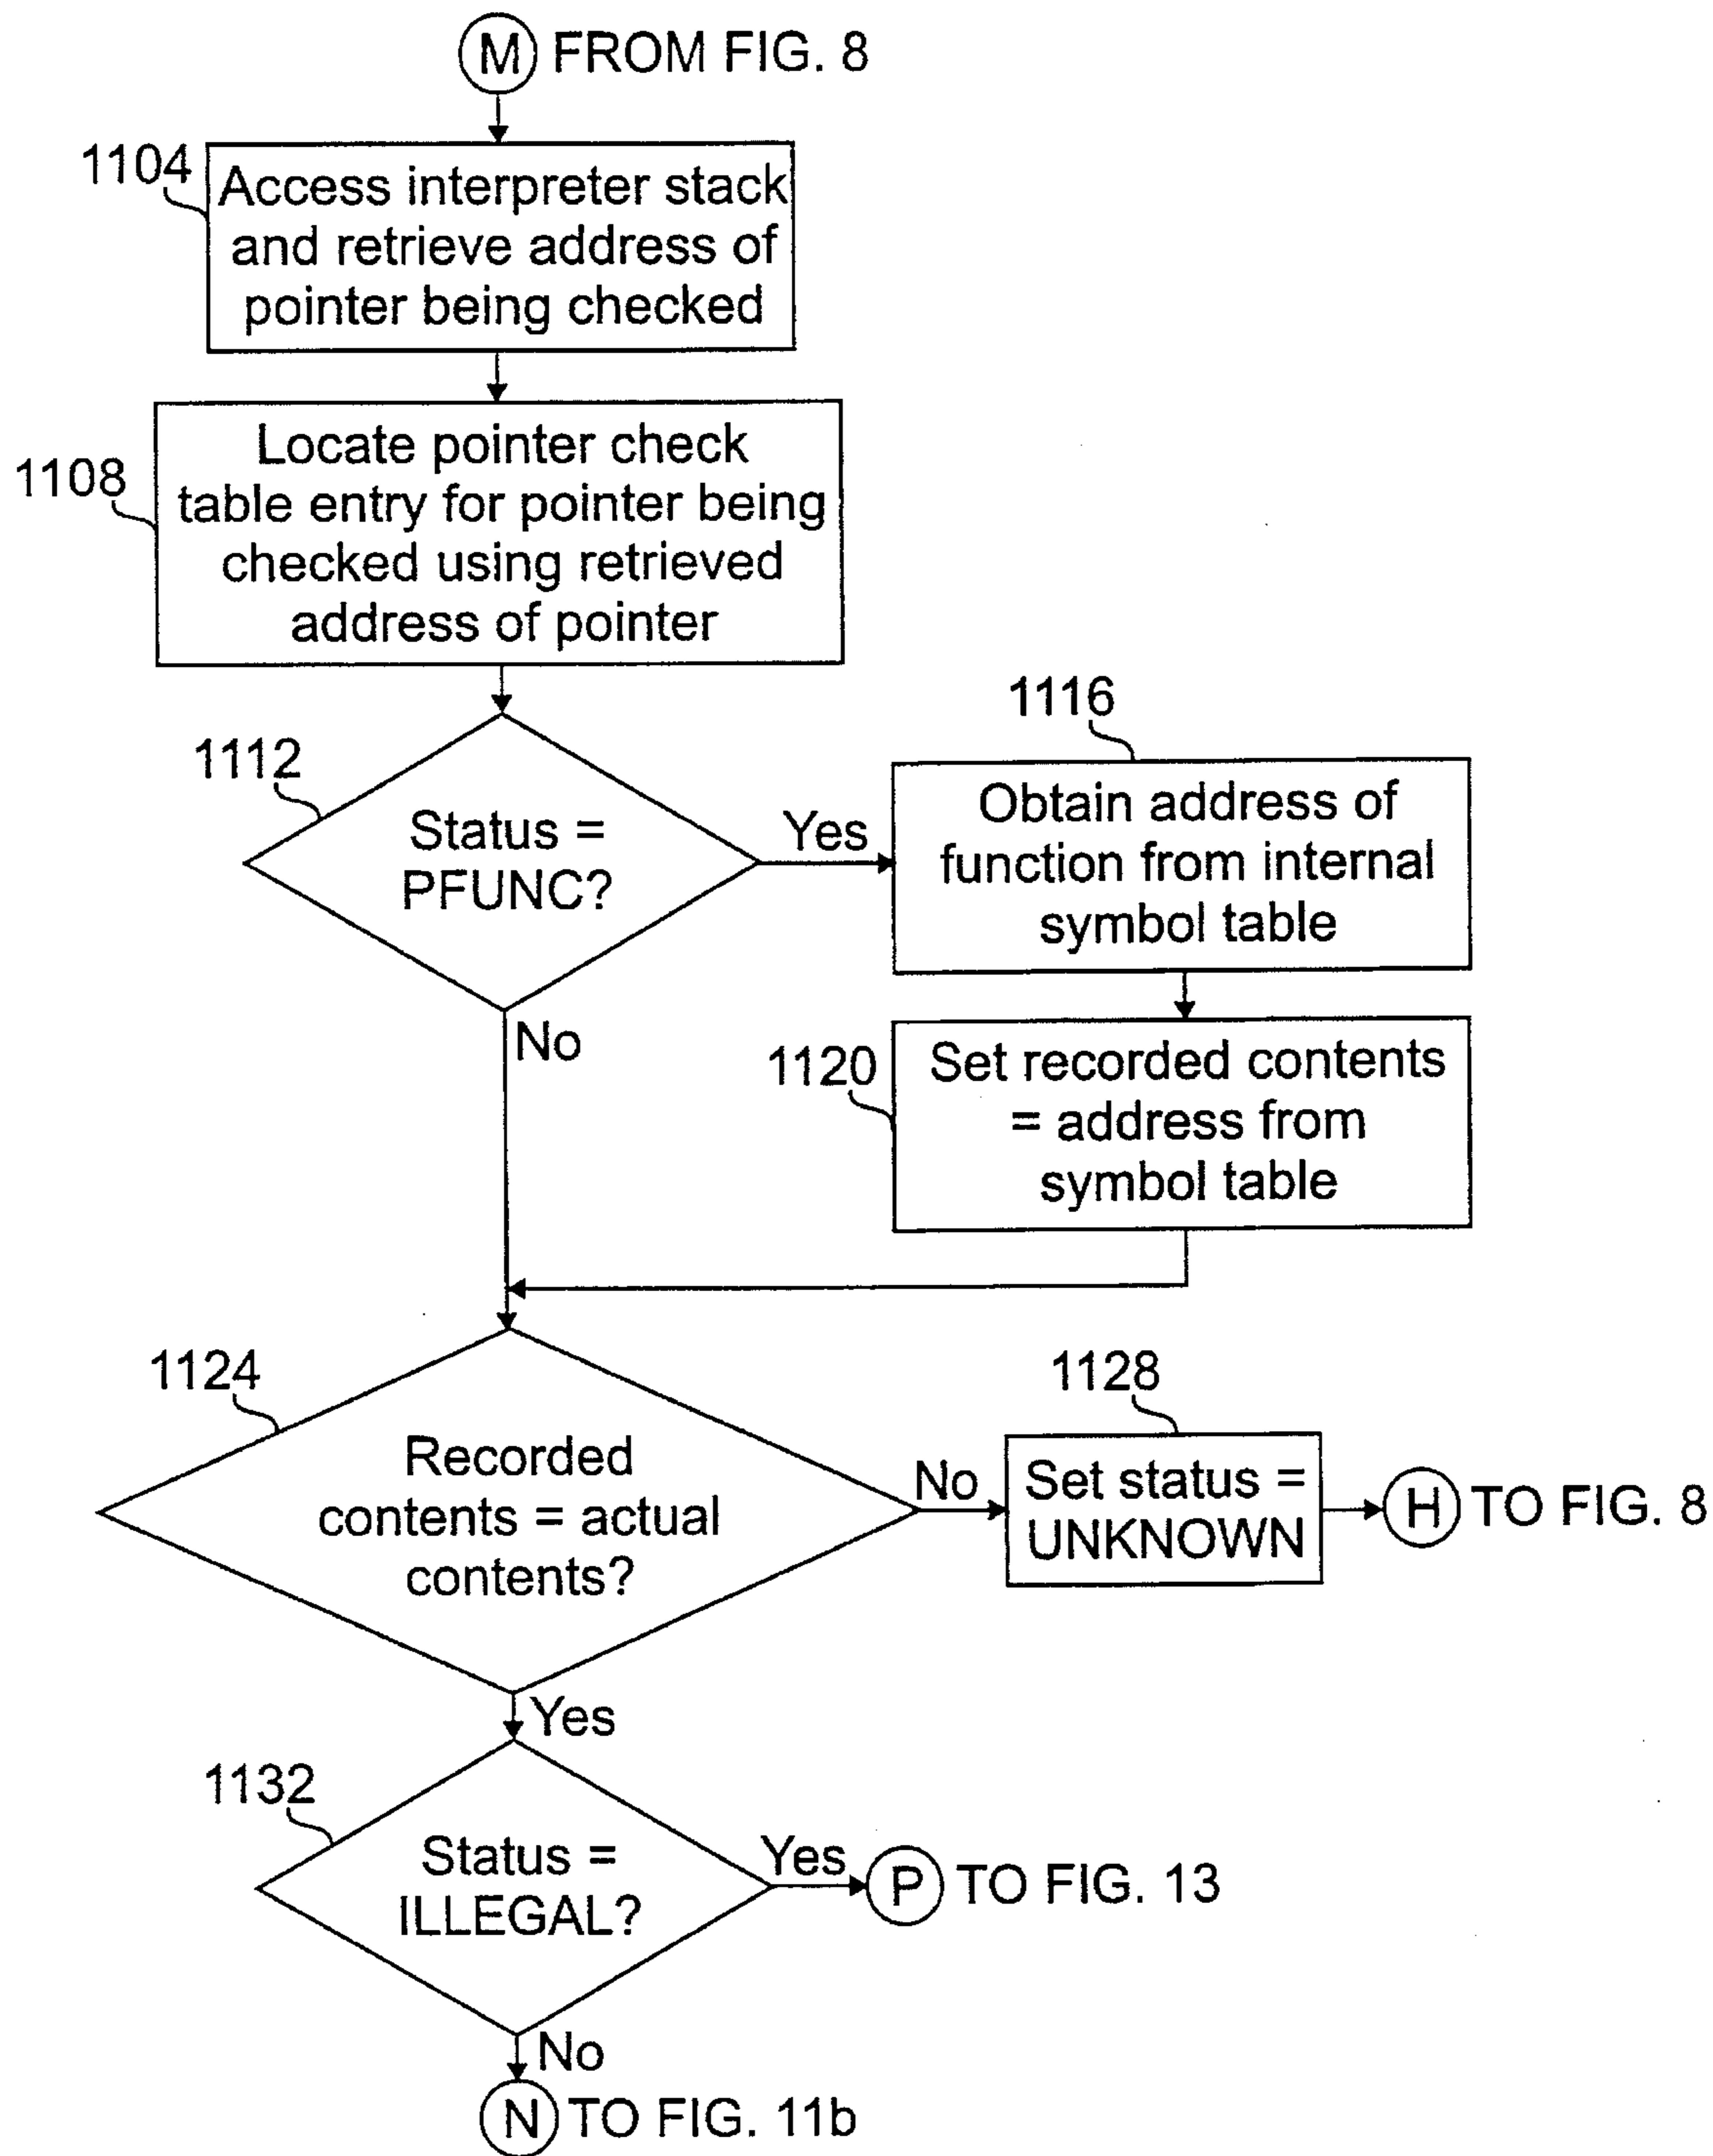 M FROM FIG. 8
1104
Access interpreter stack
and retrieve address of
pointer being checked
1108
Locate pointer check
table entry for pointer being
checked using retrieved
address of pointer
1112
Status =
PFUNC?
Yes
No
1116
Obtain address of
function from internal
symbol table
1120
Set recorded contents
= address from
symbol table
1124
Recorded
contents = actual
contents?
No
Yes
1128
Set status =
UNKNOWN
H TO FIG. 8
1132
Status =
ILLEGAL?
Yes
P TO FIG. 13
No
N TO FIG. 11b